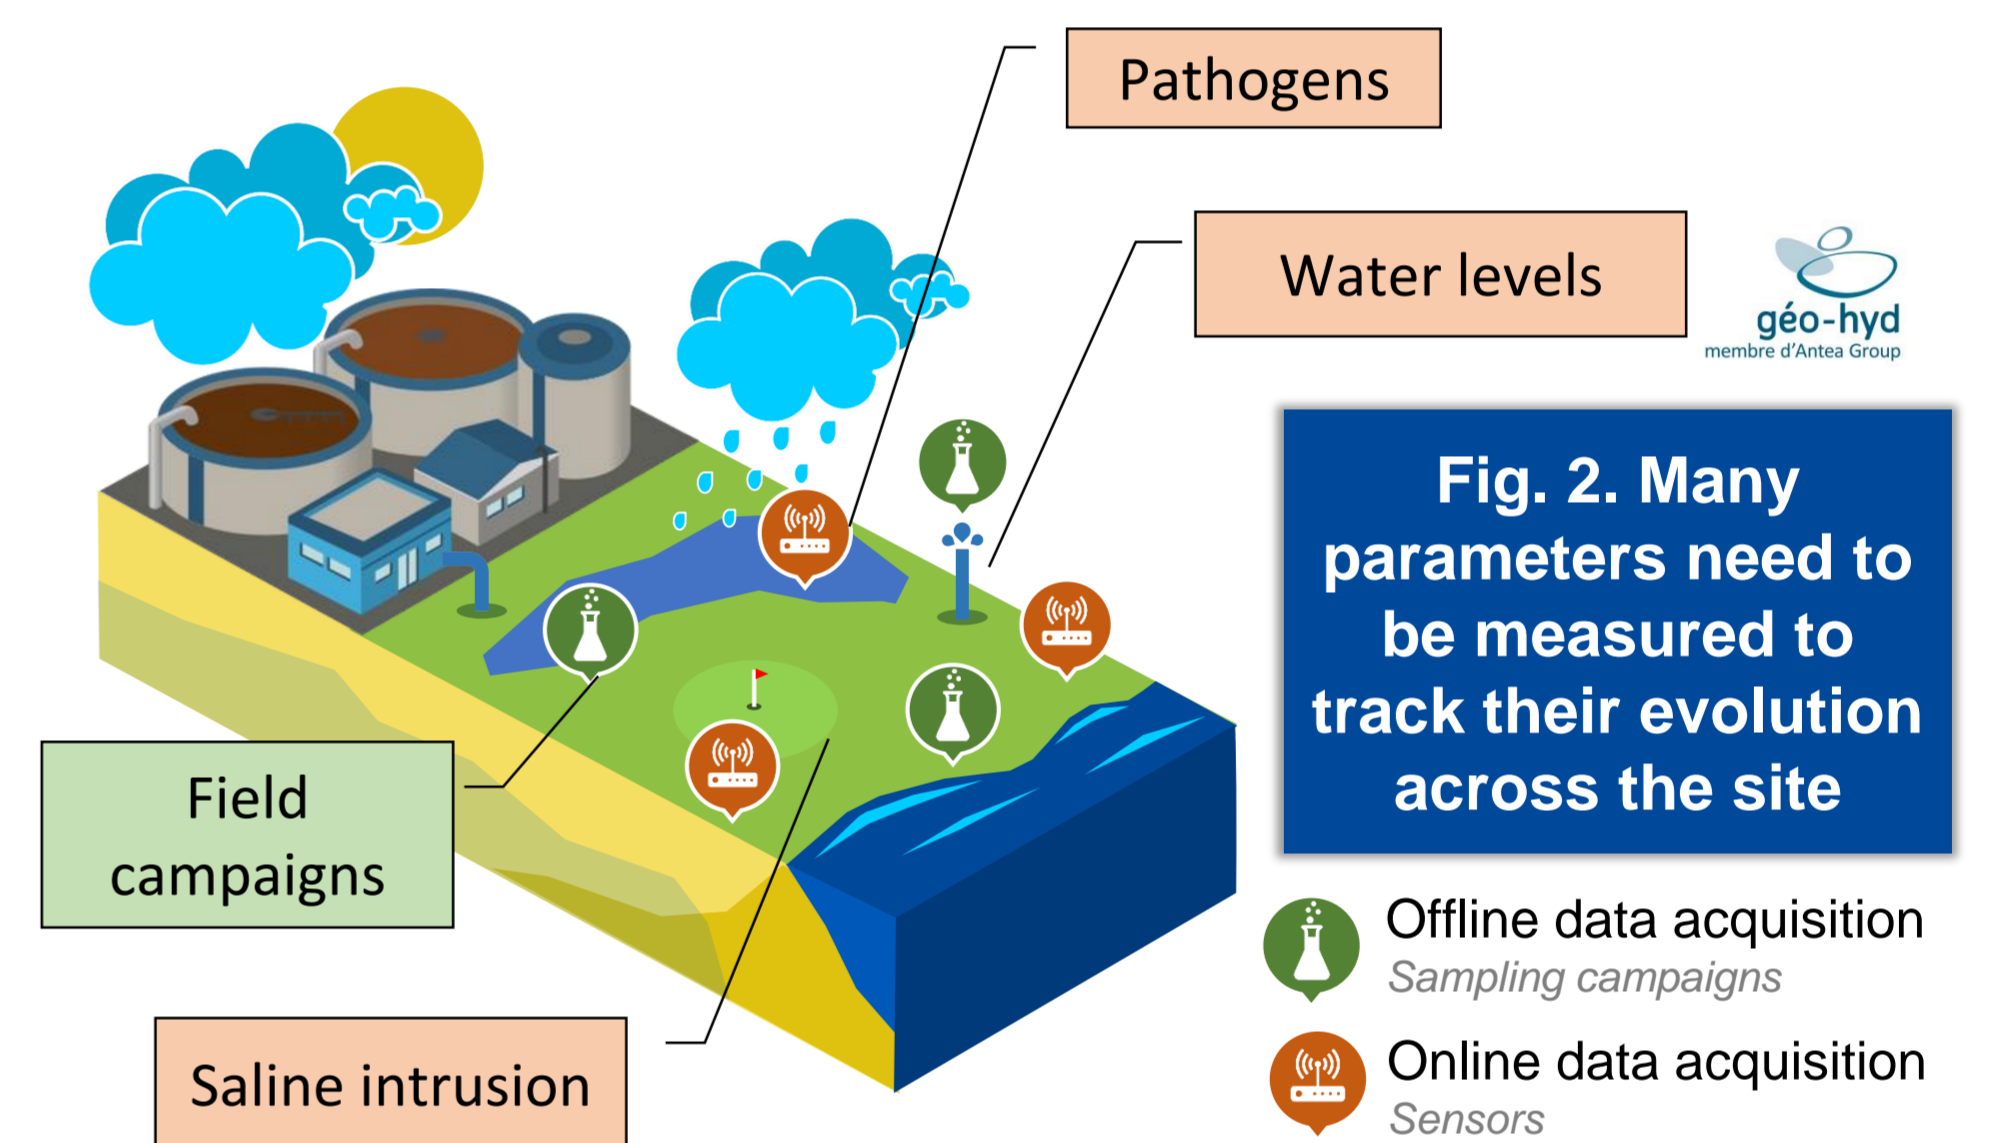 Pathogens
Water levels
géo-hyd
membre d'Antea Group
Fig. 2. Many
parameters need to
be measured to
track their evolution
across the site
Field
campaigns
Saline intrusion
Offline data acquisition
Sampling campaigns
Online data acquisition
Sensors